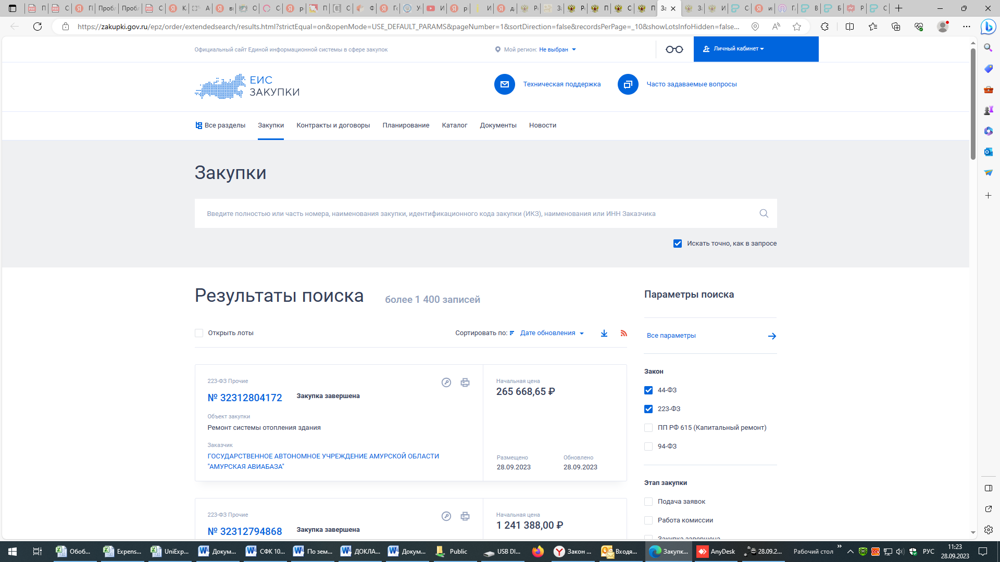 https://zakupki.gov.ru/epz/order/extendedsearch/results.html?strictEqual=on&openMode=USE_DEFAULT_PARAMS&pageNumber=1&sortDirection=false&recordsPerPage=_10&showLotsInfoHidden=false...
Официальный сайт Единой информационной системы в сфере закупок
Мой регион: Не выбран
Личный кабинет
ЕИС
ЗАКУПКИ
Техническая поддержка
Часто задаваемые вопросы
Все разделы
Закупки
Контракты и договоры
Планирование
Каталог
Документы
Новости
Закупки
Введите полностью или часть номера, наименования закупки, идентификационного кода закупки (ИКЗ), наименования или ИНН Заказчика
Искать точно, как в запросе
Результаты поиска
более 1 400 записей
Открыть лоты
Сортировать по: Дате обновления
223-ФЗ Прочие
№ 32312804172
Закупка завершена
Объект закупки
Ремонт системы отопления здания
Заказчик
ГОСУДАРСТВЕННОЕ АВТОНОМНОЕ УЧРЕЖДЕНИЕ АМУРСКОЙ ОБЛАСТИ
"АМУРСКАЯ АВИАБАЗА"
Начальная цена
265 668,65 ₽
Размещено
28.09.2023
Обновлено
28.09.2023
223-ФЗ Прочие
№ 32312794868
Закупка завершена
Начальная цена
1 241 388,00 ₽
Параметры поиска
Все параметры
Закон
44-ФЗ
223-ФЗ
ПП РФ 615 (Капитальный ремонт)
94-ФЗ
Этап закупки
Подача заявок
Работа комиссии
Закупка завершена
Обоб...
Expens...
UniExp...
Докум...
СФК 10...
По зем...
ДОКЛА...
Докум...
Public
USB DI...
Закон ...
Входя...
Закупк...
AnyDesk
28.09.2...
Рабочий стол
РУС
11:23
28.09.2023